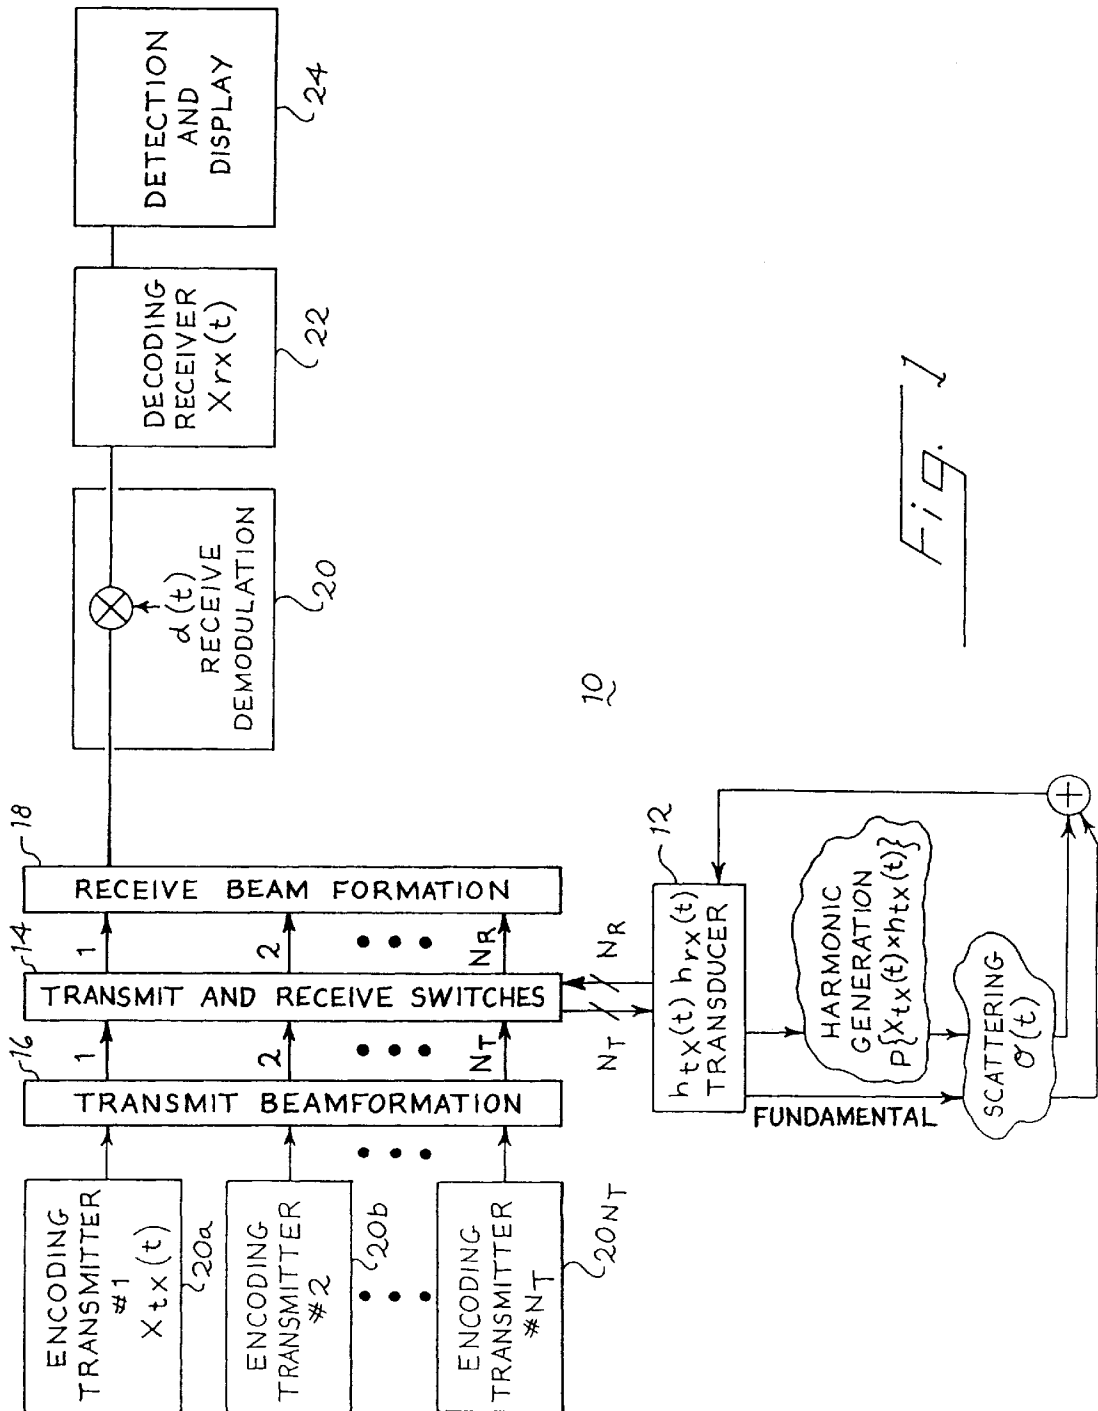 ENCODING
TRANSMITTER
#1
Xtx(t)
20a
ENCODING
TRANSMITTER
#2
20b
ENCODING
TRANSMITTER
#NT
20NT
16
TRANSMIT BEAMFORMATION
1
2
NT
14
TRANSMIT AND RECEIVE SWITCHES
1
2
NR
18
RECEIVE BEAM FORMATION
d(t)
RECEIVE
DEMODULATION
20
DECODING
RECEIVER
Xrx(t)
22
DETECTION
AND
DISPLAY
24
NT
NR
12
htx(t) hrx(t)
TRANSDUCER
FUNDAMENTAL
HARMONIC
GENERATION
P{Xtx(t)×htx(t)}
SCATTERING
σ(t)
10
Fig. 1